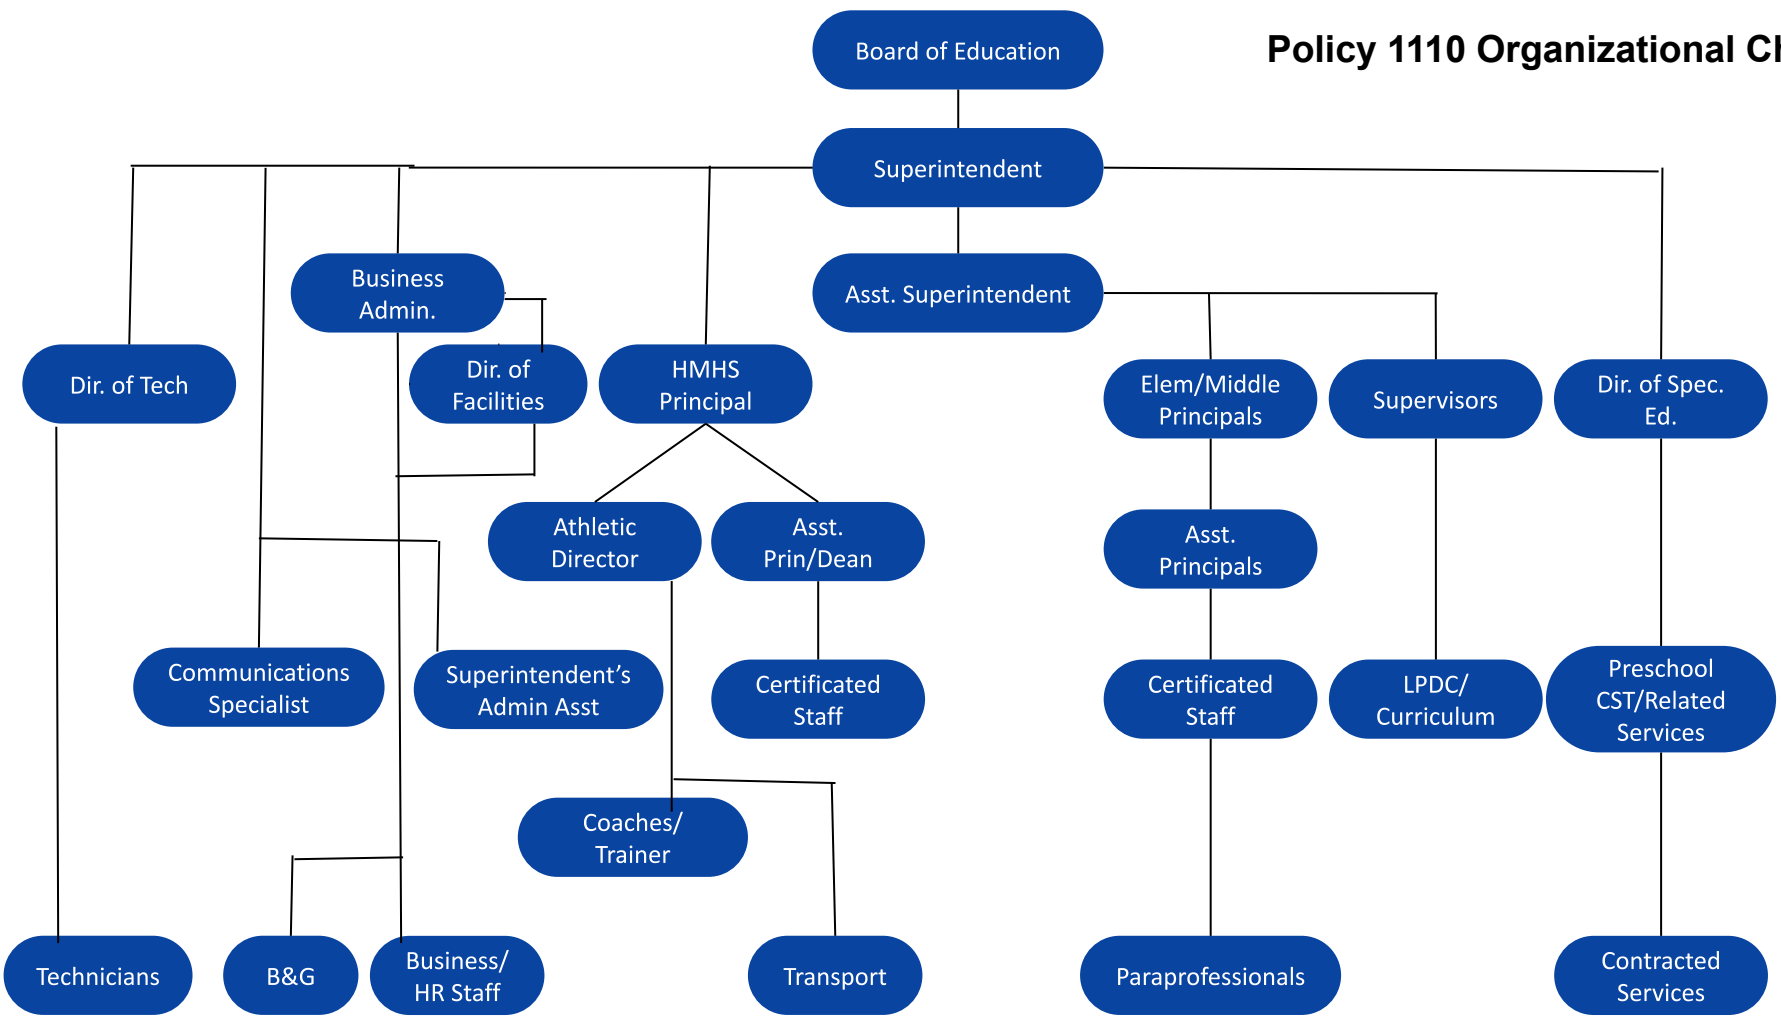 Board of Education
Policy 1110 Organizational
Superintendent
Business
Admin.
Asst. Superintendent
Dir. of Tech
Dir. of
Facilities
HMHS
Principal
Elem/Middle
Principals
Supervisors
Dir. of Spec.
Ed.
Athletic
Director
Asst.
Prin/Dean
Asst.
Principals
Communications
Specialist
Superintendent’s
Admin Asst
Certificated
Staff
Certificated
Staff
LPDC/
Curriculum
Preschool
CST/Related
Services
Coaches/
Trainer
Technicians
B&G
Business/
HR Staff
Transport
Paraprofessionals
Contracted
Services